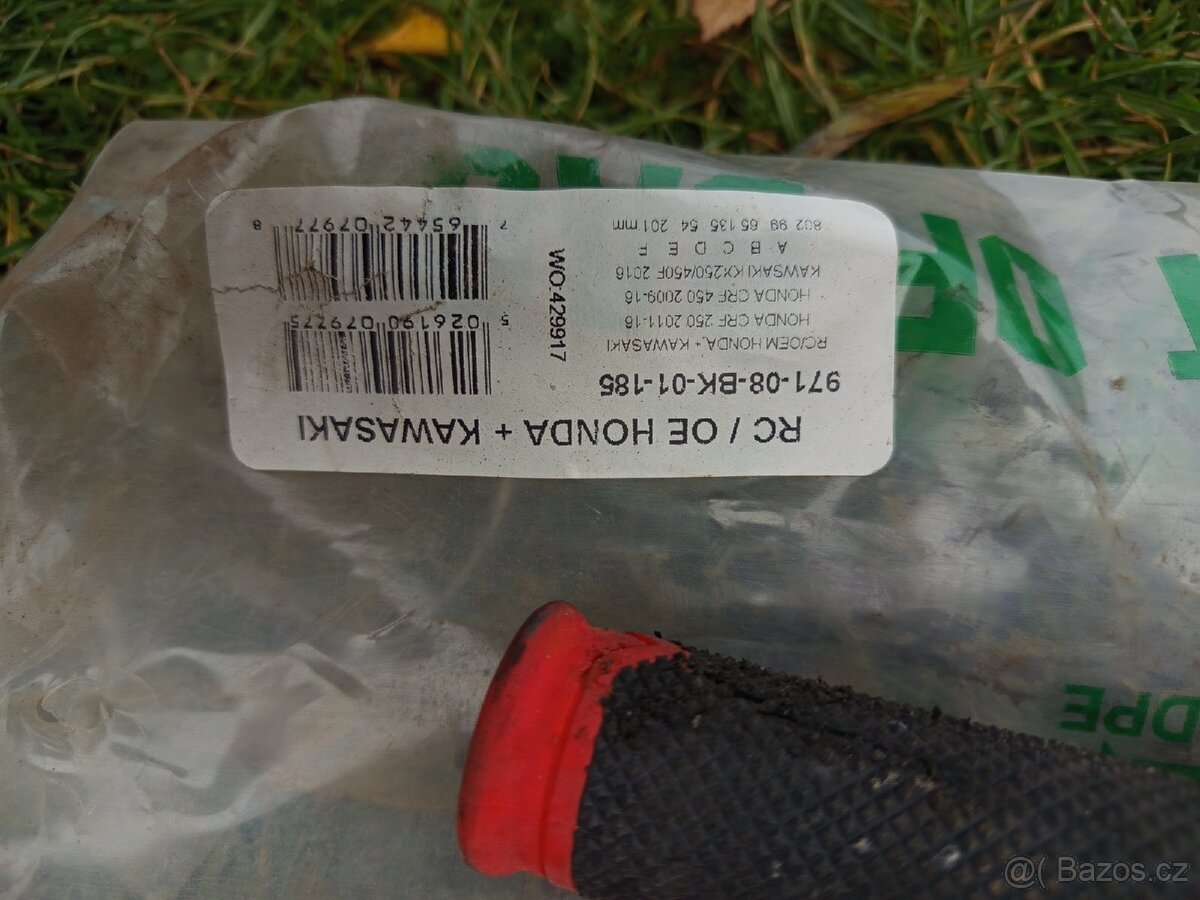 RC / OE HONDA + KAWASAKI
971-08-BK-01-185
RC/OEM HONDA, + KAWASAKI
HONDA CRF 250 2011-16
HONDA CRF 450 2009-16
KAWSAKI KX250/450F 2016
A B C D E F
802 99 65 135 54 201 mm
WO-429917
5 026190 079775
7 65442 07977 8
DPE
@( Bazos.cz